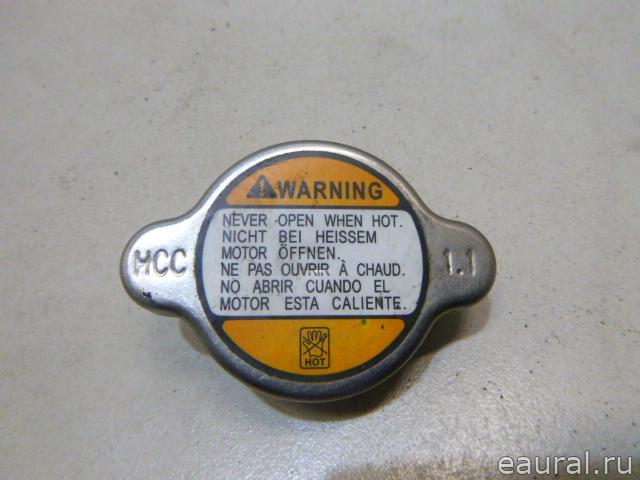 WARNING
NEVER OPEN WHEN HOT.
NICHT BEI HEISSEM
MOTOR ÖFFNEN.
NE PAS OUVRIR À CHAUD.
NO ABRIR CUANDO EL
MOTOR ESTA CALIENTE.
HCC
1.1
HOT
eaural.ru